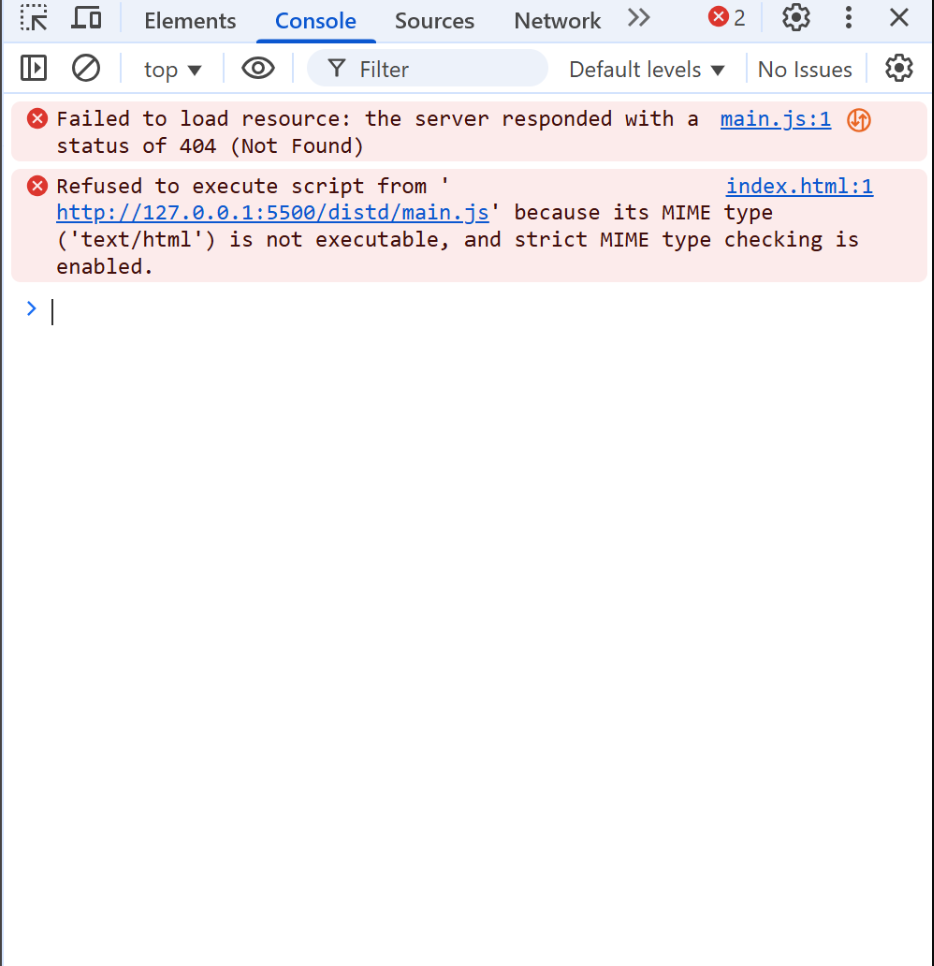 Elements Console Sources Network 2
top Filter Default levels No Issues
Failed to load resource: the server responded with a main.js:1
status of 404 (Not Found)
Refused to execute script from ' index.html:1
http://127.0.0.1:5500/distd/main.js' because its MIME type
('text/html') is not executable, and strict MIME type checking is
enabled.